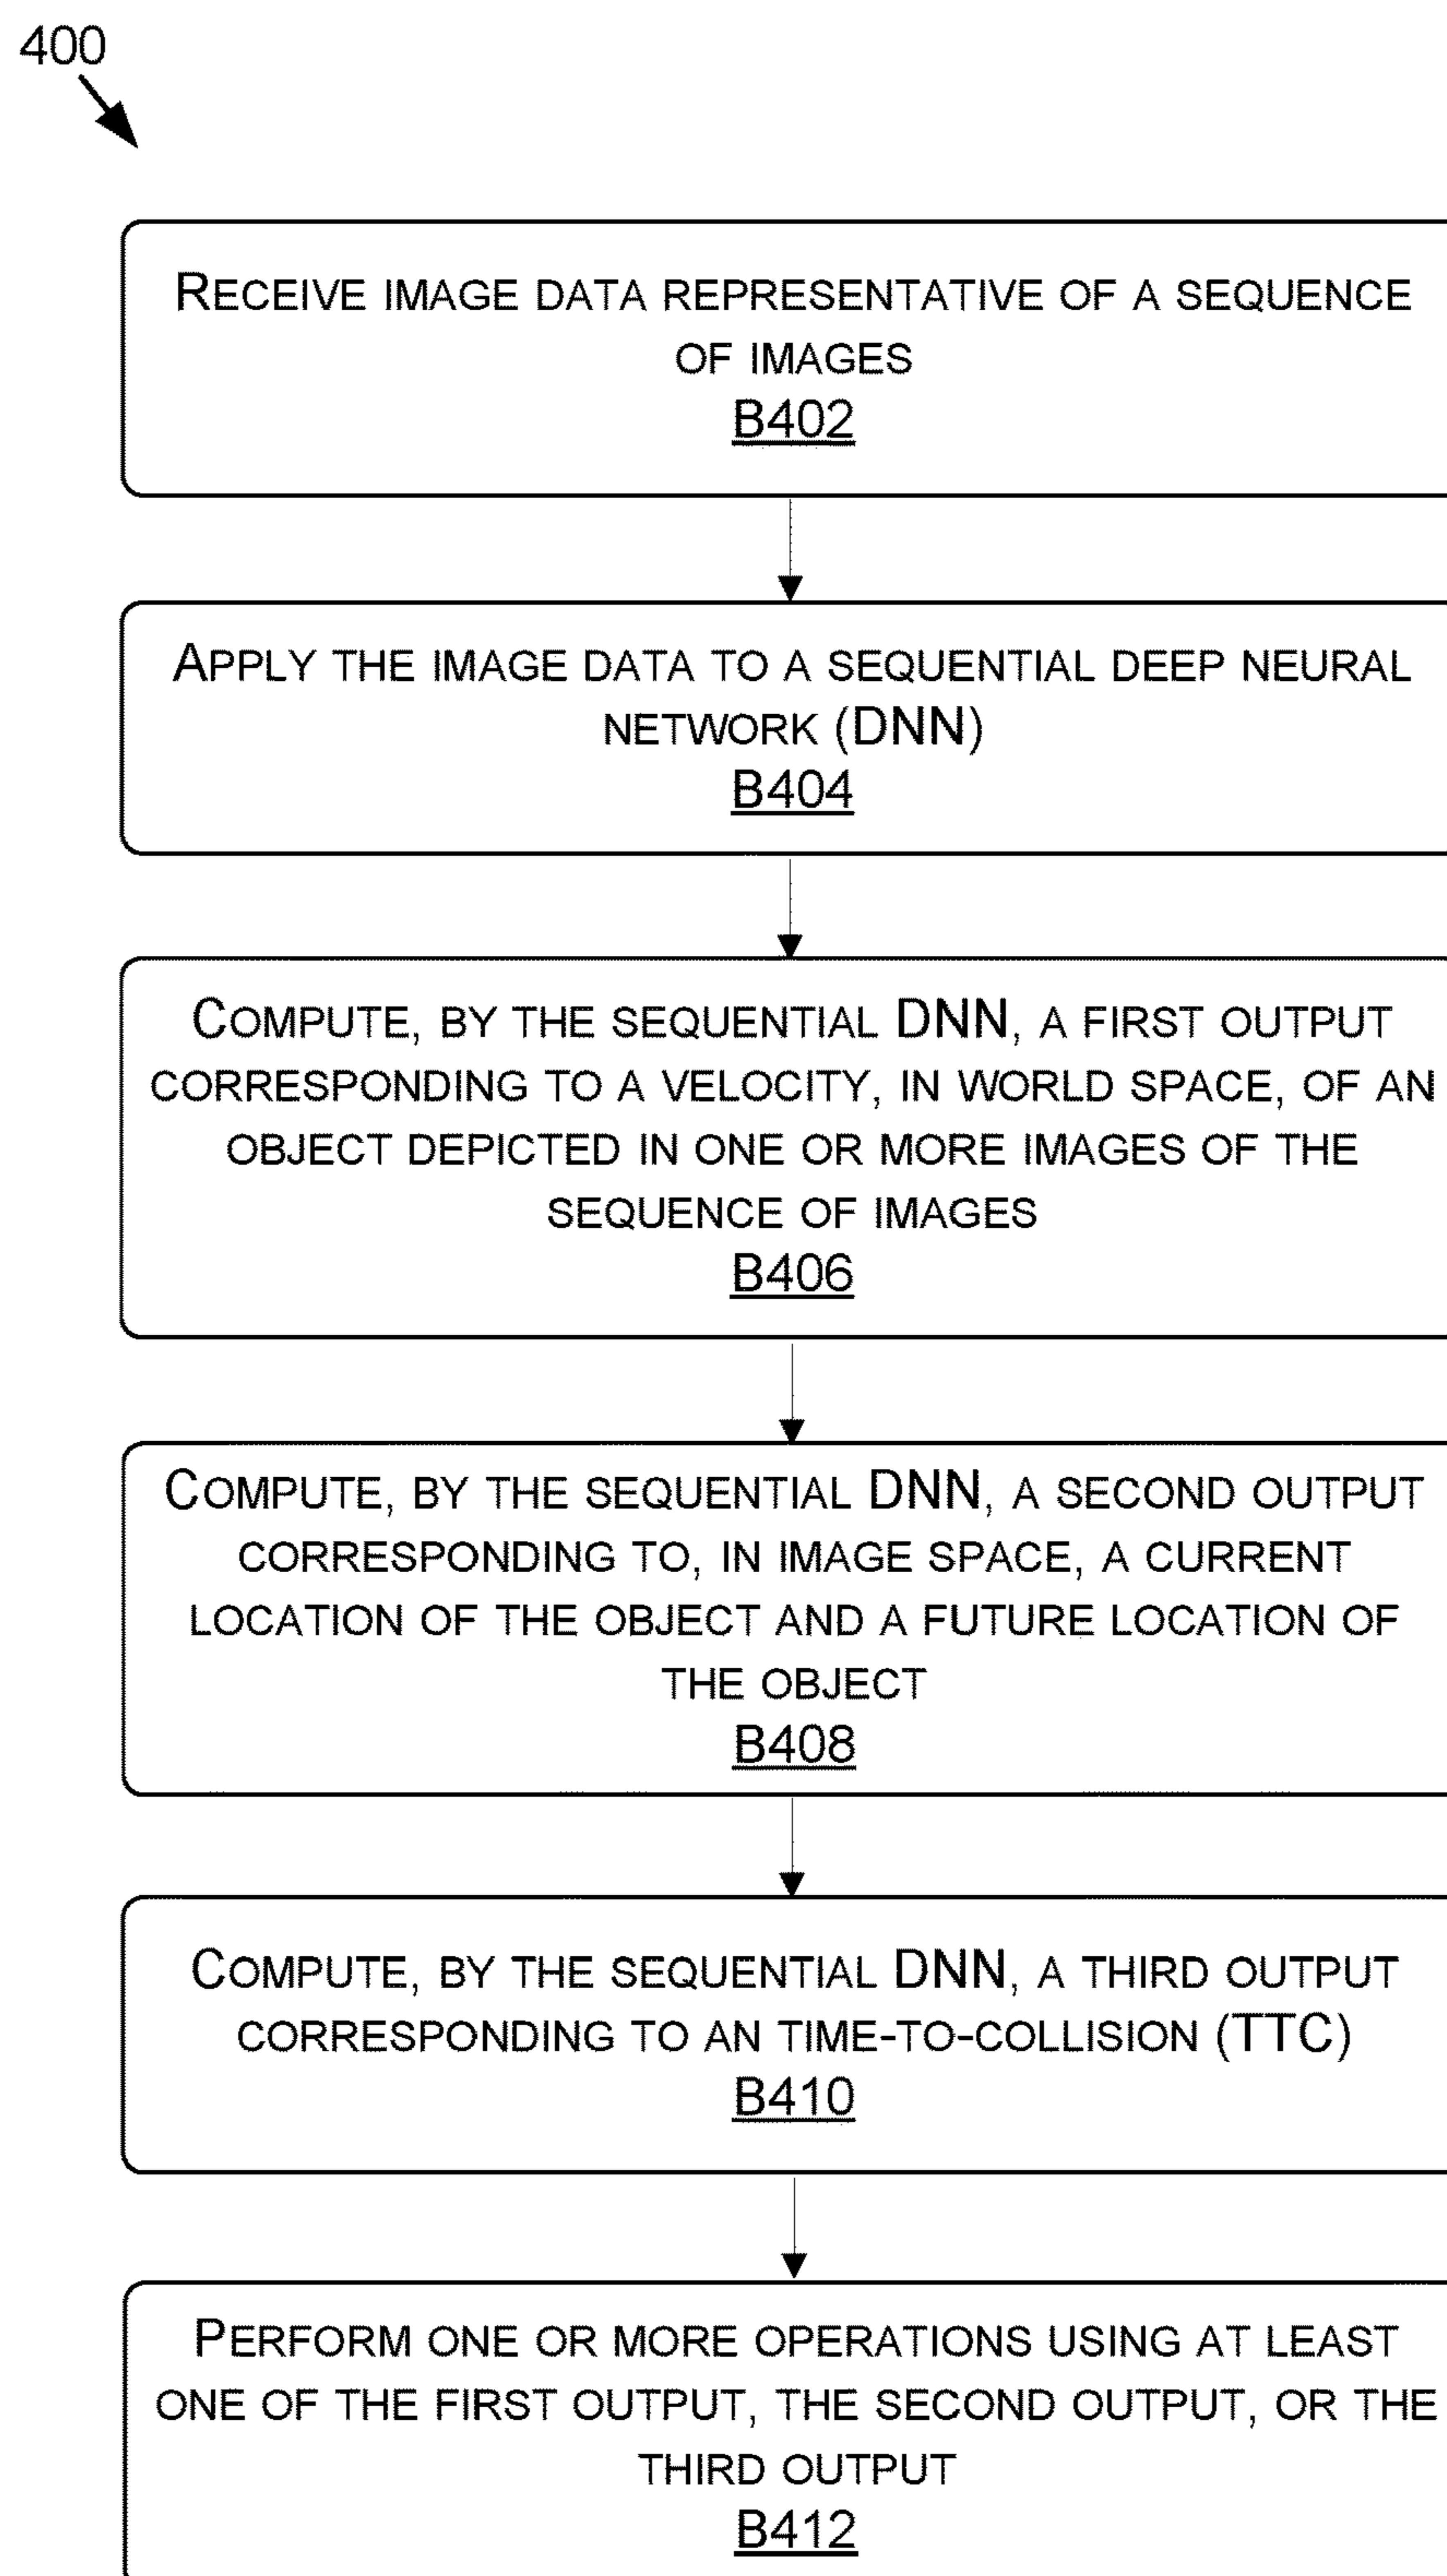 400
RECEIVE IMAGE DATA REPRESENTATIVE OF A SEQUENCE
OF IMAGES
B402
APPLY THE IMAGE DATA TO A SEQUENTIAL DEEP NEURAL
NETWORK (DNN)
B404
COMPUTE, BY THE SEQUENTIAL DNN, A FIRST OUTPUT
CORRESPONDING TO A VELOCITY, IN WORLD SPACE, OF AN
OBJECT DEPICTED IN ONE OR MORE IMAGES OF THE
SEQUENCE OF IMAGES
B406
COMPUTE, BY THE SEQUENTIAL DNN, A SECOND OUTPUT
CORRESPONDING TO, IN IMAGE SPACE, A CURRENT
LOCATION OF THE OBJECT AND A FUTURE LOCATION OF
THE OBJECT
B408
COMPUTE, BY THE SEQUENTIAL DNN, A THIRD OUTPUT
CORRESPONDING TO AN TIME-TO-COLLISION (TTC)
B410
PERFORM ONE OR MORE OPERATIONS USING AT LEAST
ONE OF THE FIRST OUTPUT, THE SECOND OUTPUT, OR THE
THIRD OUTPUT
B412